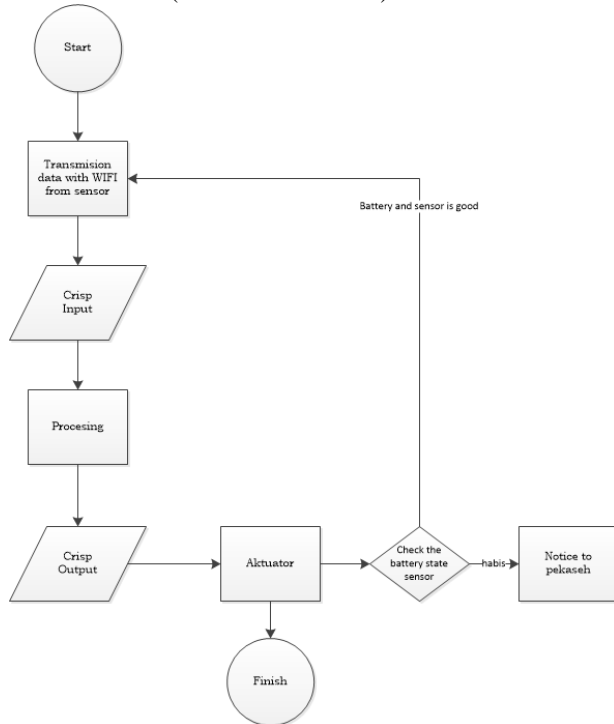 Start
Transmision
data with WIFI
from sensor
Battery and sensor is good
Crisp
Input
Procesing
Crisp
Output
Aktuator
Check the
battery state
sensor
habis
Notice to
pekaseh
Finish